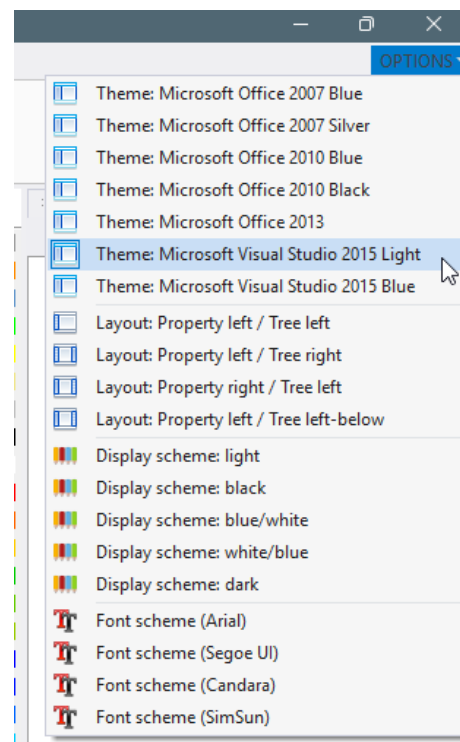 OPTIONS
Theme: Microsoft Office 2007 Blue
Theme: Microsoft Office 2007 Silver
Theme: Microsoft Office 2010 Blue
Theme: Microsoft Office 2010 Black
Theme: Microsoft Office 2013
Theme: Microsoft Visual Studio 2015 Light
Theme: Microsoft Visual Studio 2015 Blue
Layout: Property left / Tree left
Layout: Property left / Tree right
Layout: Property right / Tree left
Layout: Property left / Tree left-below
Display scheme: light
Display scheme: black
Display scheme: blue/white
Display scheme: white/blue
Display scheme: dark
Font scheme (Arial)
Font scheme (Segoe UI)
Font scheme (Candara)
Font scheme (SimSun)